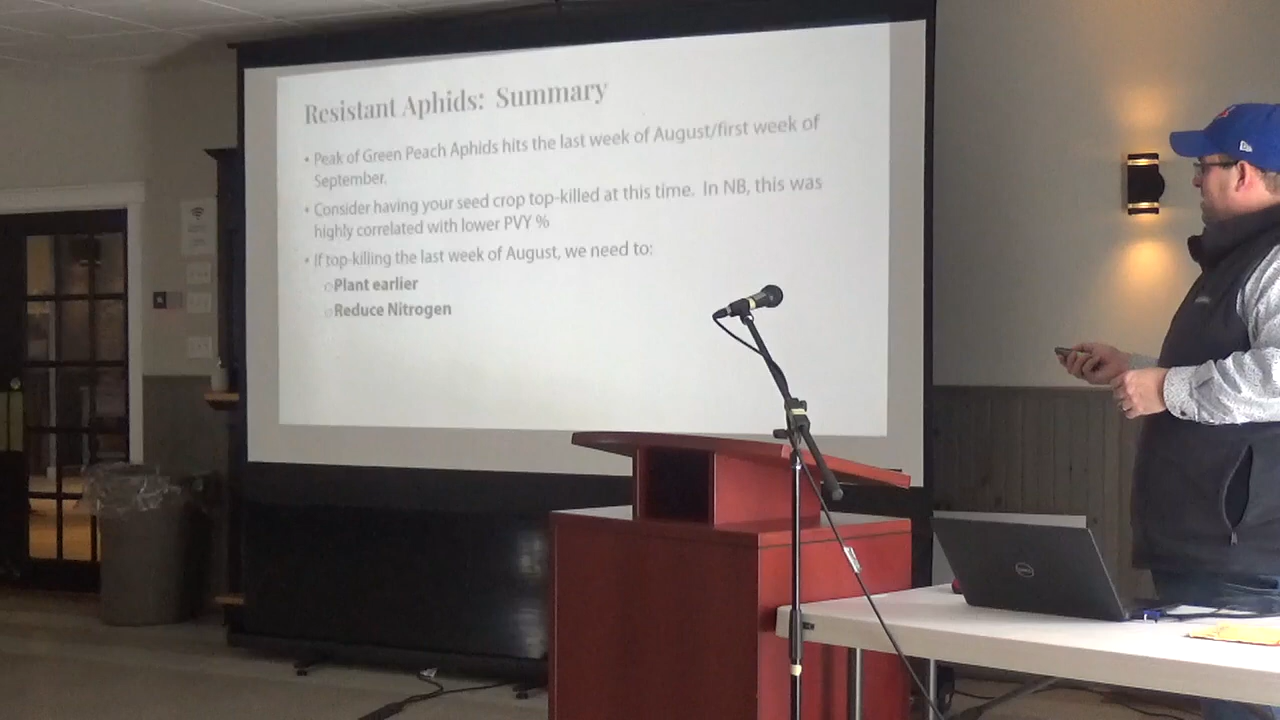 Resistant Aphids: Summary
• Peak of Green Peach Aphids hits the last week of August/first week of
September.
• Consider having your seed crop top-killed at this time. In NB, this was
highly correlated with lower PVY %
• If top-killing the last week of August, we need to:
○Plant earlier
○Reduce Nitrogen
DELL